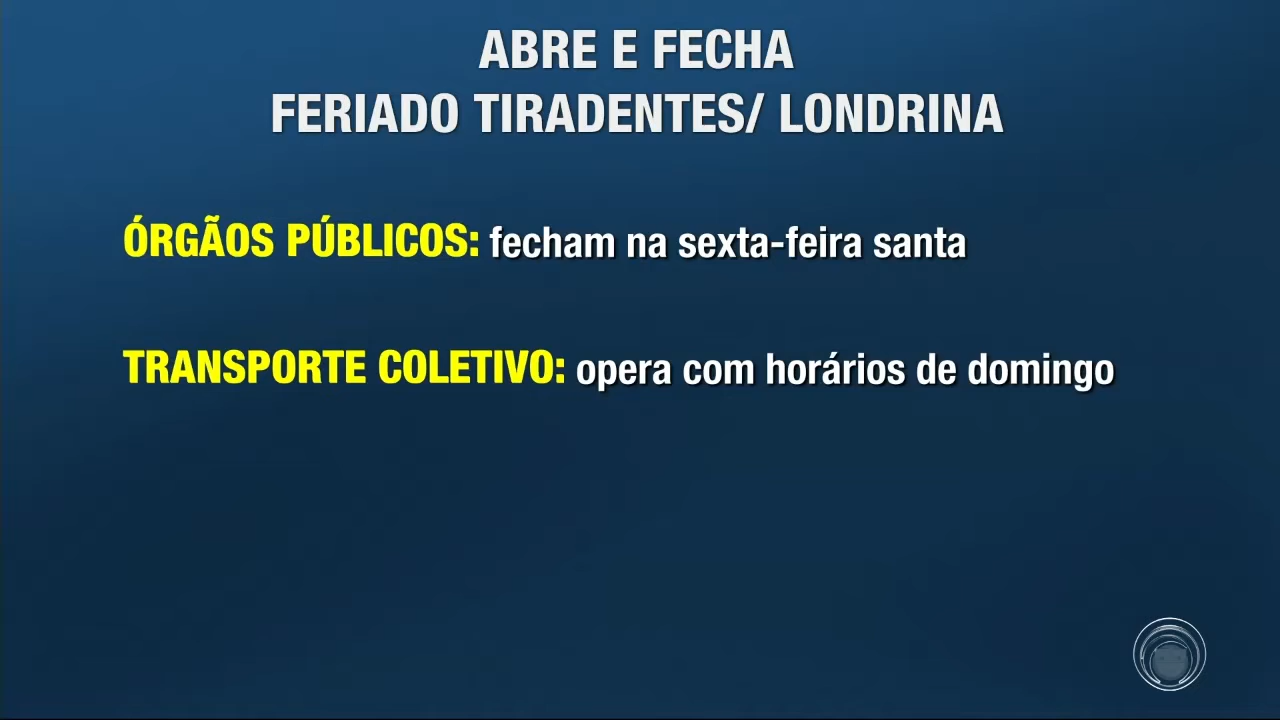 ABRE E FECHA
FERIADO TIRADENTES/ LONDRINA
ÓRGÃOS PÚBLICOS: fecham na sexta-feira santa
TRANSPORTE COLETIVO: opera com horários de domingo